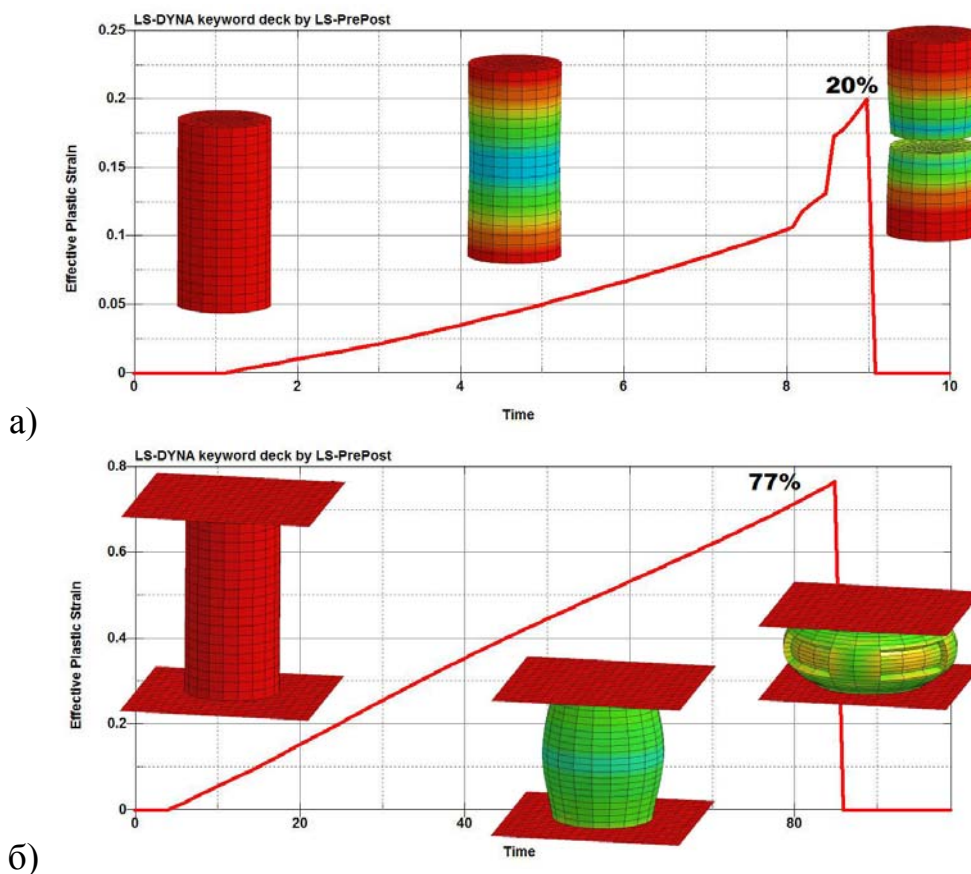 LS-DYNA keyword deck by LS-PrePost
0.25
20%
0.2
0.15
Effective Plastic Strain
0.1
0.05
0
0 2 4 6 8 10
Time
а)
LS-DYNA keyword deck by LS-PrePost
0.8
77%
0.6
Effective Plastic Strain
0.4
0.2
0
0 20 40 80
Time
б)